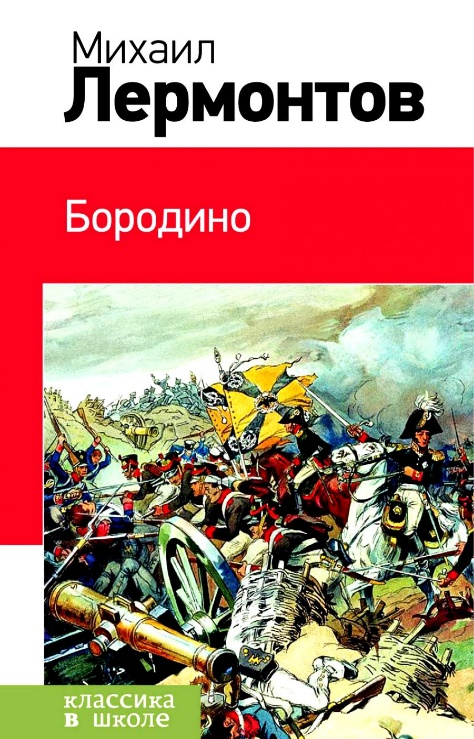 Михаил
Лермонтов
Бородино
классика
в школе